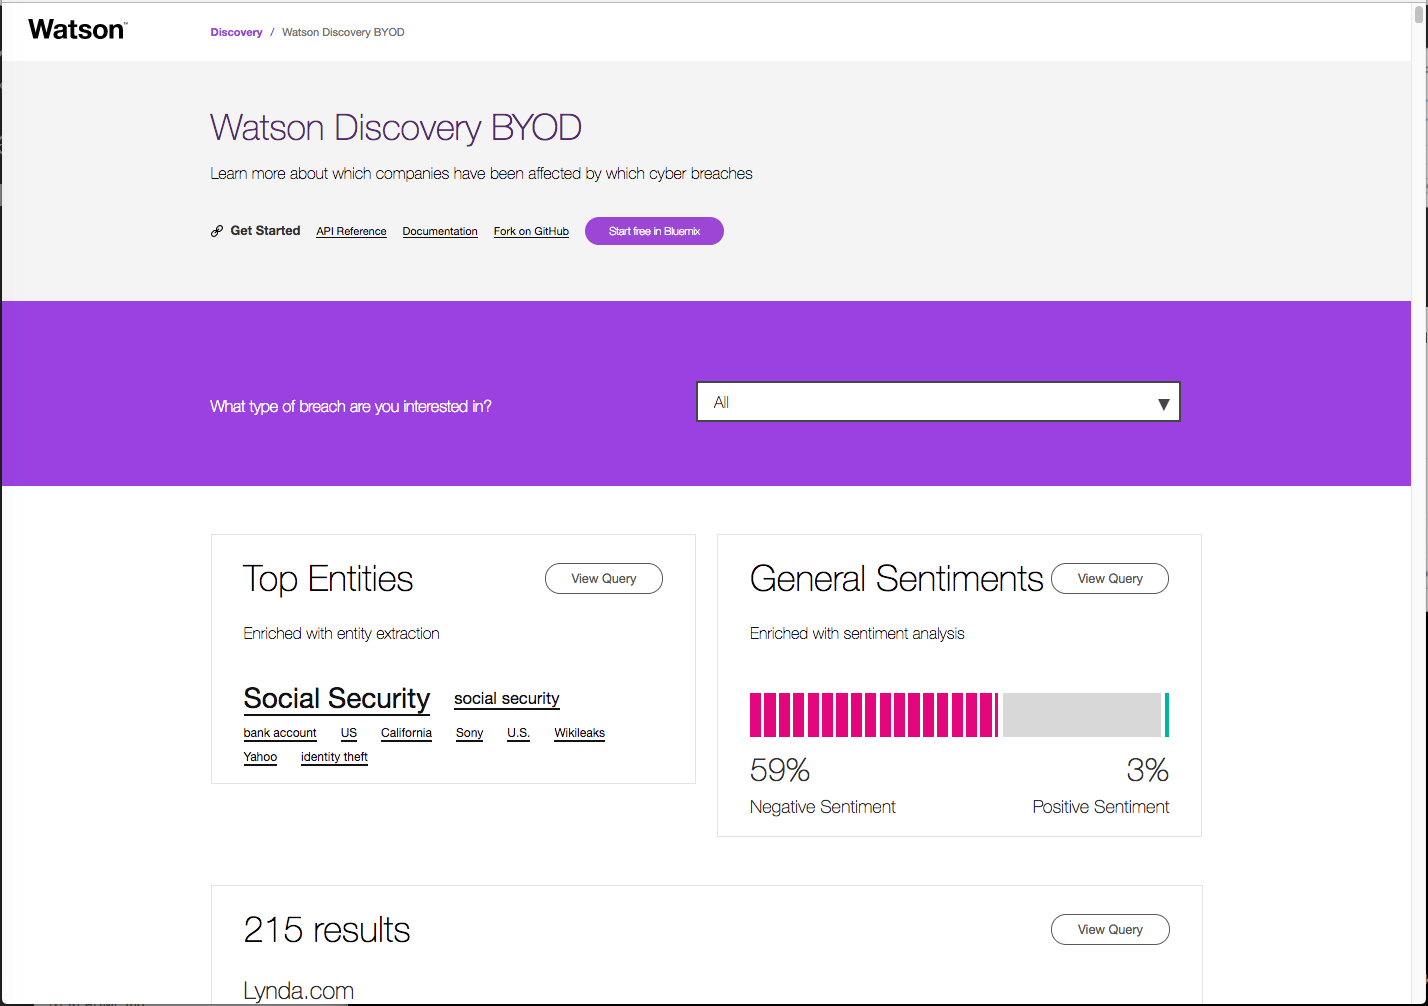 Watson™
Discovery / Watson Discovery BYOD
Watson Discovery BYOD
Learn more about which companies have been affected by which cyber breaches
Get Started API Reference Documentation Fork on GitHub Start free in Bluemix
What type of breach are you interested in? All
Top Entities View Query
Enriched with entity extraction
Social Security social security
bank account US California Sony U.S. Wikileaks
Yahoo identity theft
General Sentiments View Query
Enriched with sentiment analysis
59% 3%
Negative Sentiment Positive Sentiment
215 results View Query
Lynda.com